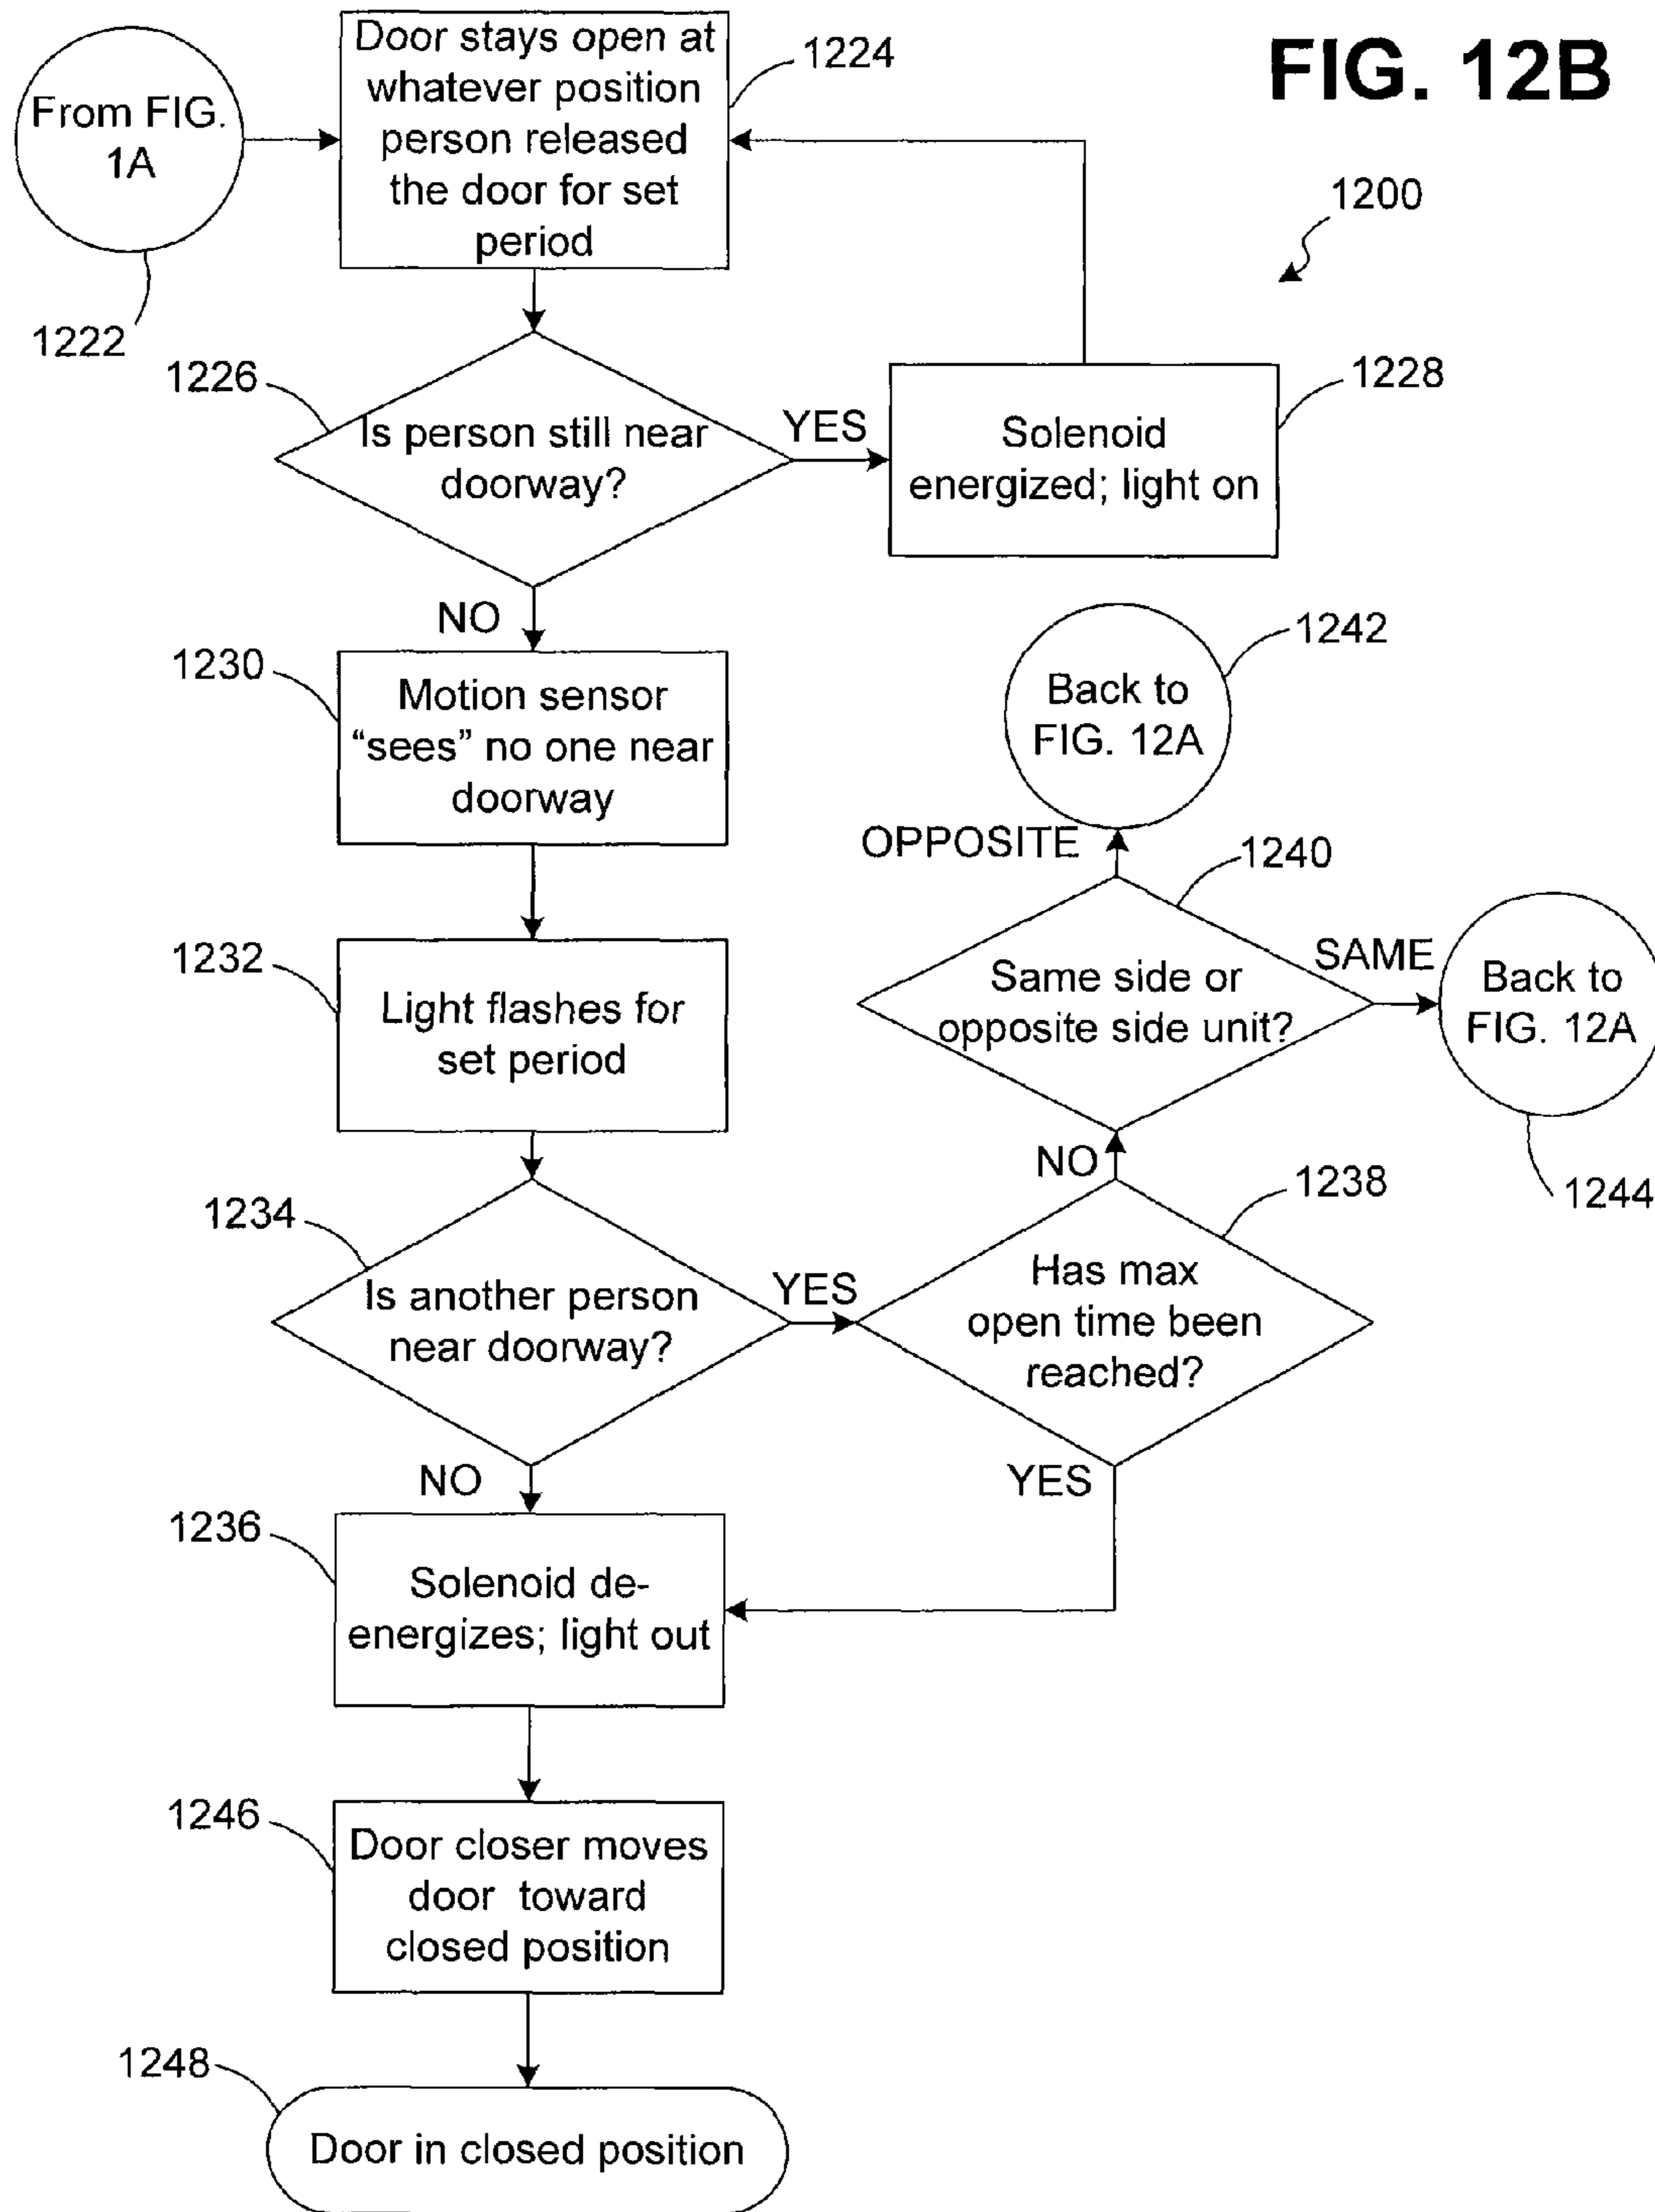 FIG. 12B
From FIG.
1A
1222
Door stays open at
whatever position
person released
the door for set
period
1224
1200
1226
Is person still near
doorway?
YES
Solenoid
energized; light on
1228
NO
1230
Motion sensor
“sees” no one near
doorway
1232
Light flashes for
set period
1234
Is another person
near doorway?
YES
Has max
open time been
reached?
1238
NO
Same side or
opposite side unit?
1240
OPPOSITE
Back to
FIG. 12A
1242
SAME
Back to
FIG. 12A
1244
YES
NO
1236
Solenoid de-
energizes; light out
1246
Door closer moves
door toward
closed position
1248
Door in closed position